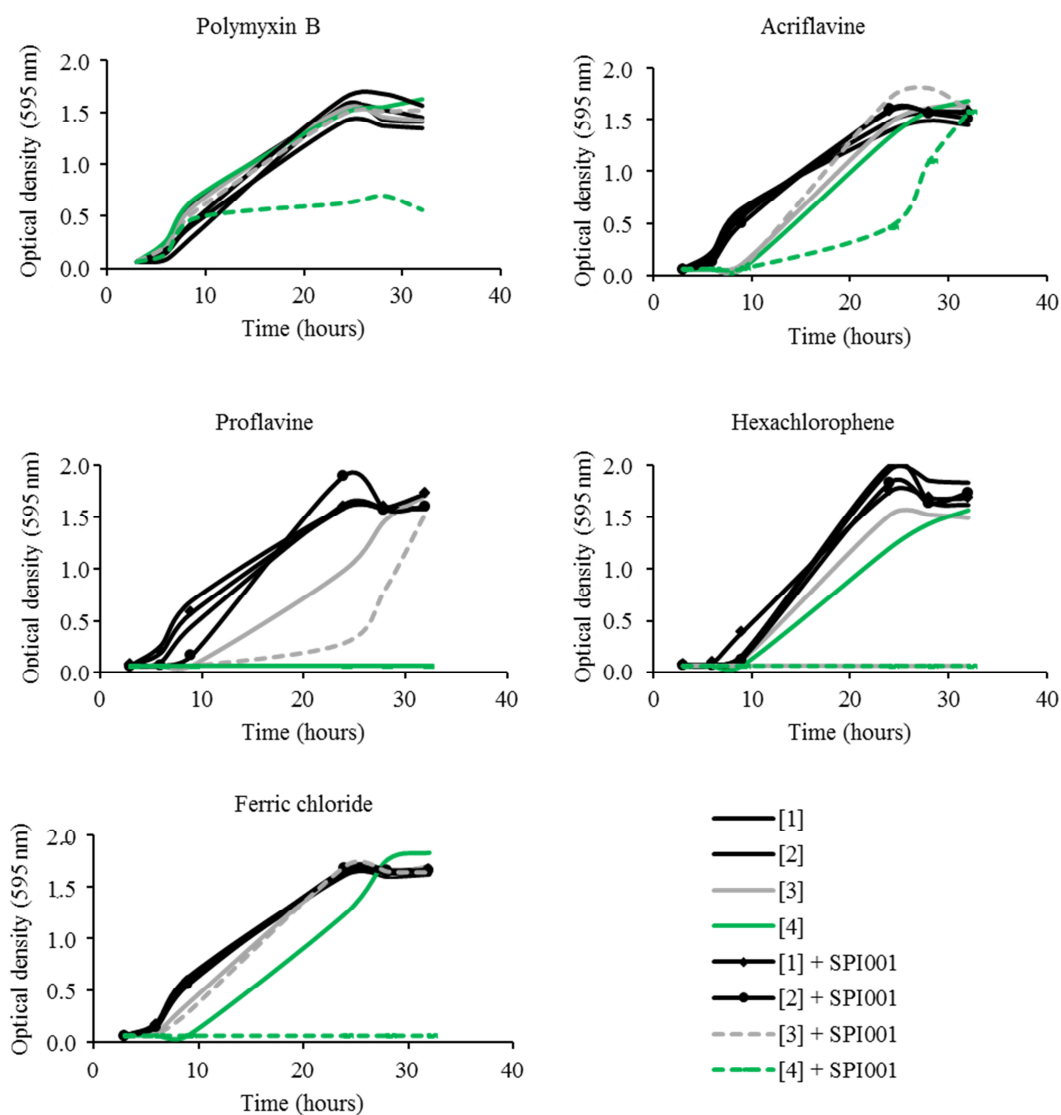 Polymyxin B
Optical density (595 nm)
2.0
1.5
1.0
0.5
0.0
0 10 20 30 40
Time (hours)
Acriflavine
Optical density (595 nm)
2.0
1.5
1.0
0.5
0.0
0 10 20 30 40
Time (hours)
Proflavine
Optical density (595 nm)
2.0
1.5
1.0
0.5
0.0
0 10 20 30 40
Time (hours)
Hexachlorophene
Optical density (595 nm)
2.0
1.5
1.0
0.5
0.0
0 10 20 30 40
Time (hours)
Ferric chloride
Optical density (595 nm)
2.0
1.5
1.0
0.5
0.0
0 10 20 30 40
Time (hours)
[1]
[2]
[3]
[4]
[1] + SPI001
[2] + SPI001
[3] + SPI001
[4] + SPI001